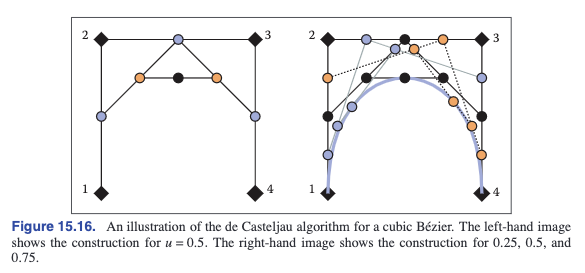 2 3 2 3
1 4 1 4
Figure 15.16. An illustration of the de Casteljau algorithm for a cubic Bézier. The left-hand image
shows the construction for u = 0.5. The right-hand image shows the construction for 0.25, 0.5, and
0.75.